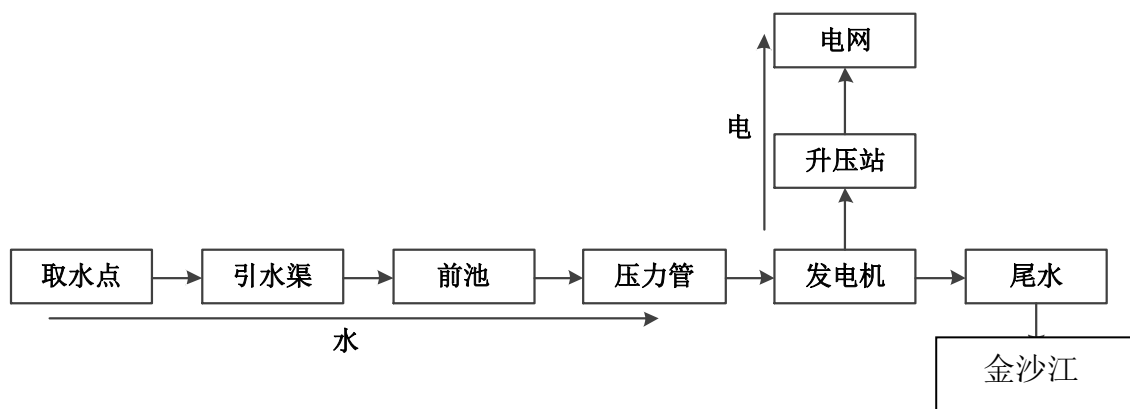 电网
电
升压站
取水点
引水渠
前池
压力管
发电机
尾水
水
金沙江